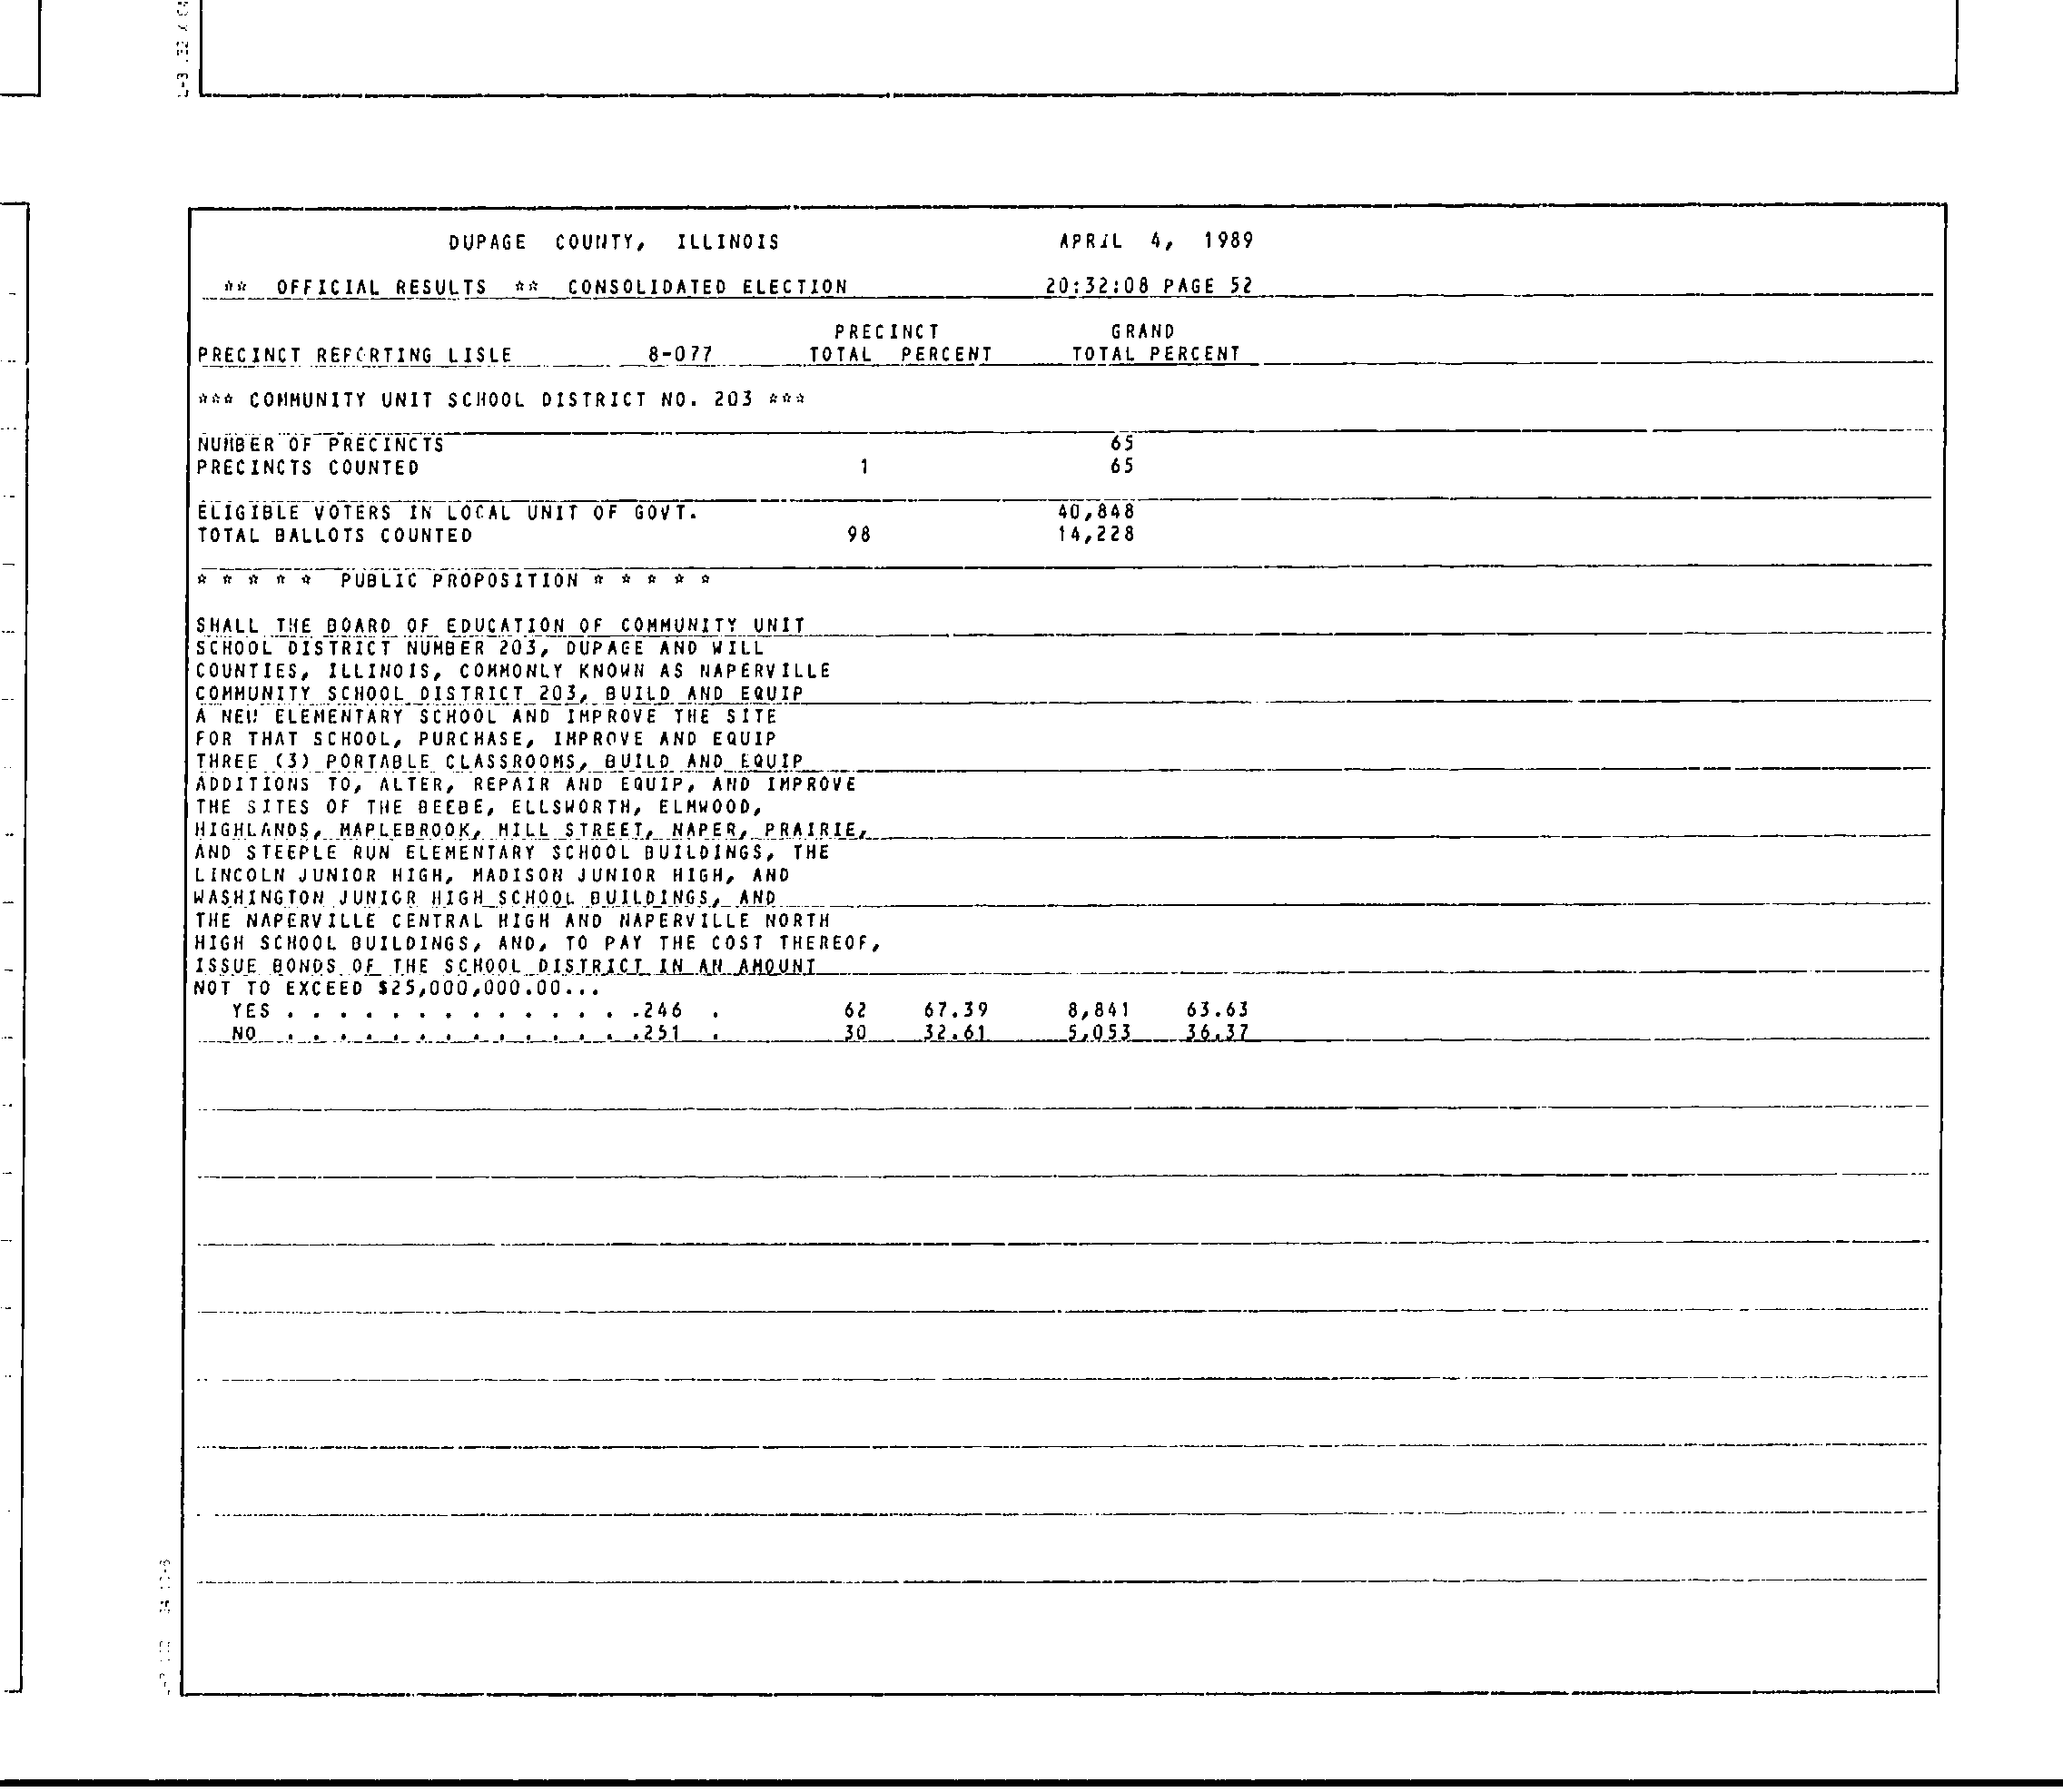 DUPAGE COUNTY, ILLINOIS APRIL 4, 1989
** OFFICIAL RESULTS ** CONSOLIDATED ELECTION 20:32:08 PAGE 52
PRECINCT GRAND
PRECINCT REPORTING LISLE 8-077 TOTAL PERCENT TOTAL PERCENT
*** COMMUNITY UNIT SCHOOL DISTRICT NO. 203 ***
NUMBER OF PRECINCTS 65
PRECINCTS COUNTED 1 65
ELIGIBLE VOTERS IN LOCAL UNIT OF GOVT. 40,848
TOTAL BALLOTS COUNTED 98 14,228
* * * * * PUBLIC PROPOSITION * * * * *
SHALL THE BOARD OF EDUCATION OF COMMUNITY UNIT
SCHOOL DISTRICT NUMBER 203, DUPAGE AND WILL
COUNTIES, ILLINOIS, COMMONLY KNOWN AS NAPERVILLE
COMMUNITY SCHOOL DISTRICT 203, BUILD AND EQUIP
A NEW ELEMENTARY SCHOOL AND IMPROVE THE SITE
FOR THAT SCHOOL, PURCHASE, IMPROVE AND EQUIP
THREE (3) PORTABLE CLASSROOMS, BUILD AND EQUIP
ADDITIONS TO, ALTER, REPAIR AND EQUIP, AND IMPROVE
THE SITES OF THE BEEBE, ELLSWORTH, ELMWOOD,
HIGHLANDS, MAPLEBROOK, MILL STREET, NAPER, PRAIRIE,
AND STEEPLE RUN ELEMENTARY SCHOOL BUILDINGS, THE
LINCOLN JUNIOR HIGH, MADISON JUNIOR HIGH, AND
WASHINGTON JUNIOR HIGH SCHOOL BUILDINGS, AND
THE NAPERVILLE CENTRAL HIGH AND NAPERVILLE NORTH
HIGH SCHOOL BUILDINGS, AND, TO PAY THE COST THEREOF,
ISSUE BONDS OF THE SCHOOL DISTRICT IN AN AMOUNT
NOT TO EXCEED $25,000,000.00...
YES . . . . . . . . . . . . . .246 . 62 67.39 8,841 63.63
NO . . . . . . . . . . . . . .251 . 30 32.61 5,053 36.37